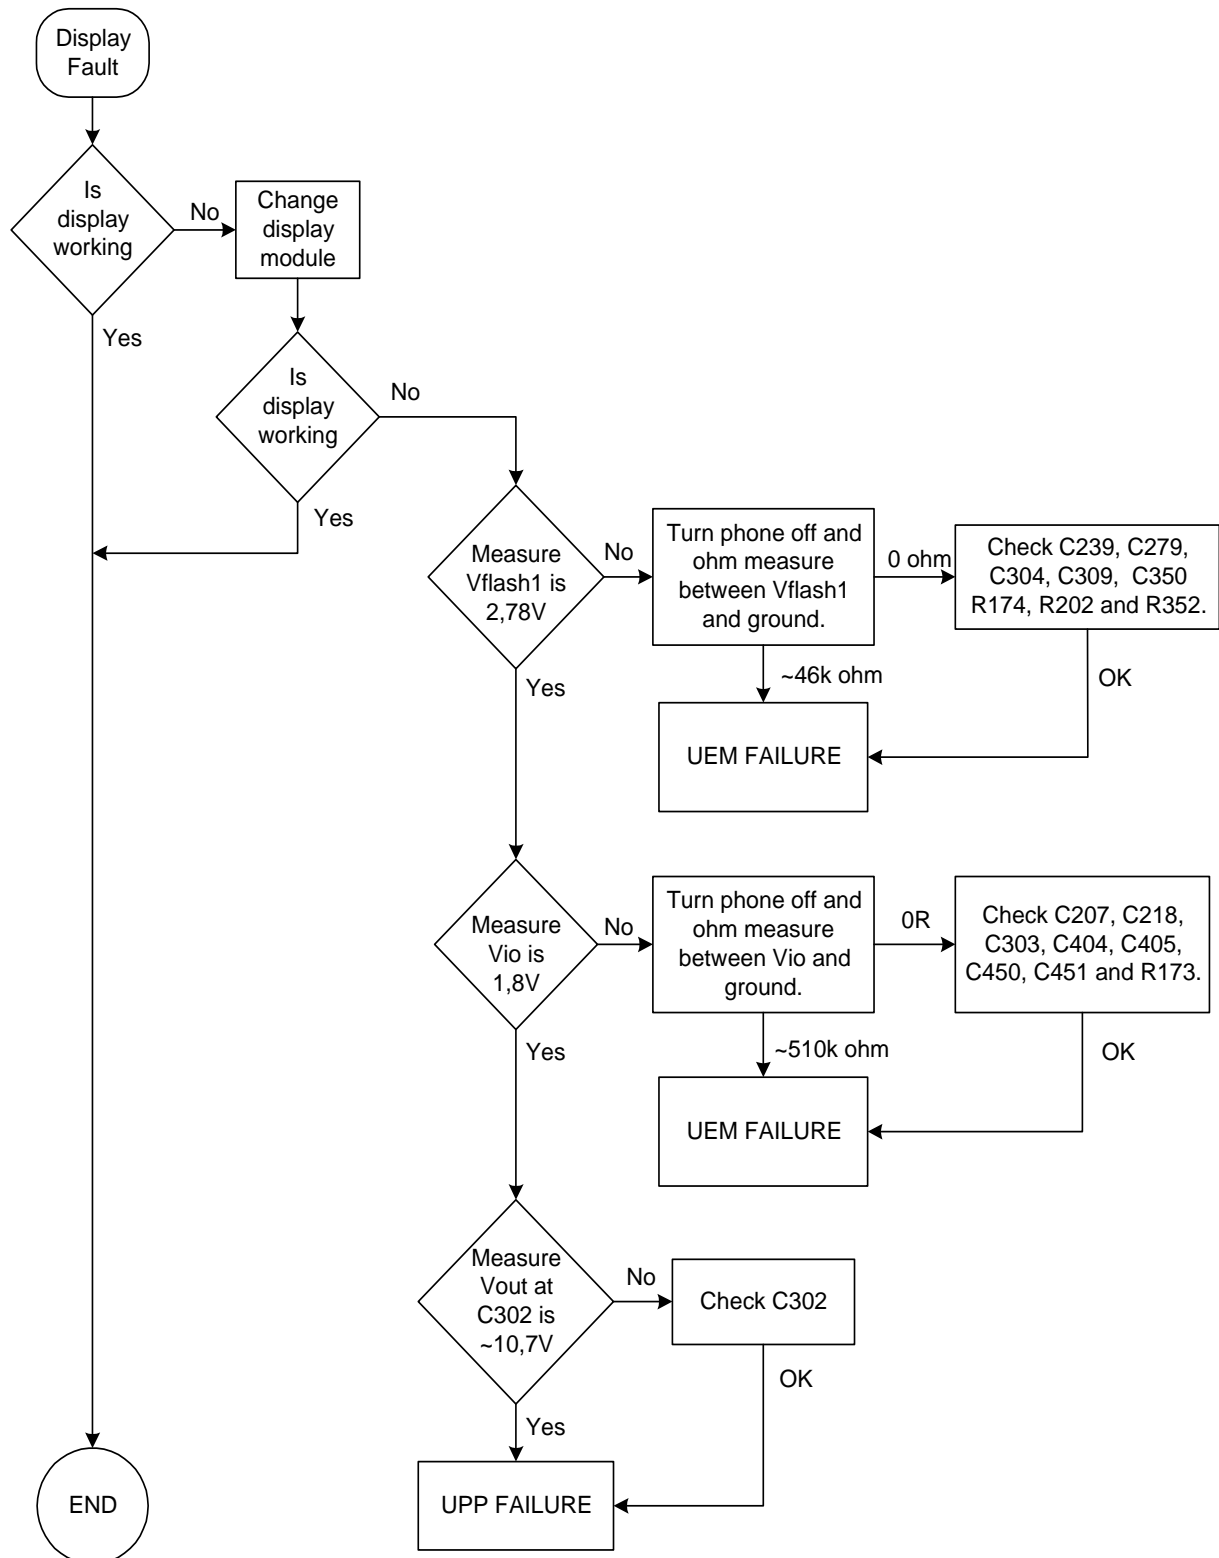 Display
Fault
Is
display
working
No
Change
display
module
Yes
Is
display
working
No
Yes
Measure
Vflash1 is
2,78V
No
Turn phone off and
ohm measure
between Vflash1
and ground.
0 ohm
Check C239, C279,
C304, C309, C350
R174, R202 and R352.
~46k ohm
OK
Yes
UEM FAILURE
Measure
Vio is
1,8V
No
Turn phone off and
ohm measure
between Vio and
ground.
0R
Check C207, C218,
C303, C404, C405,
C450, C451 and R173.
~510k ohm
OK
Yes
UEM FAILURE
Measure
Vout at
C302 is
~10,7V
No
Check C302
OK
Yes
UPP FAILURE
END